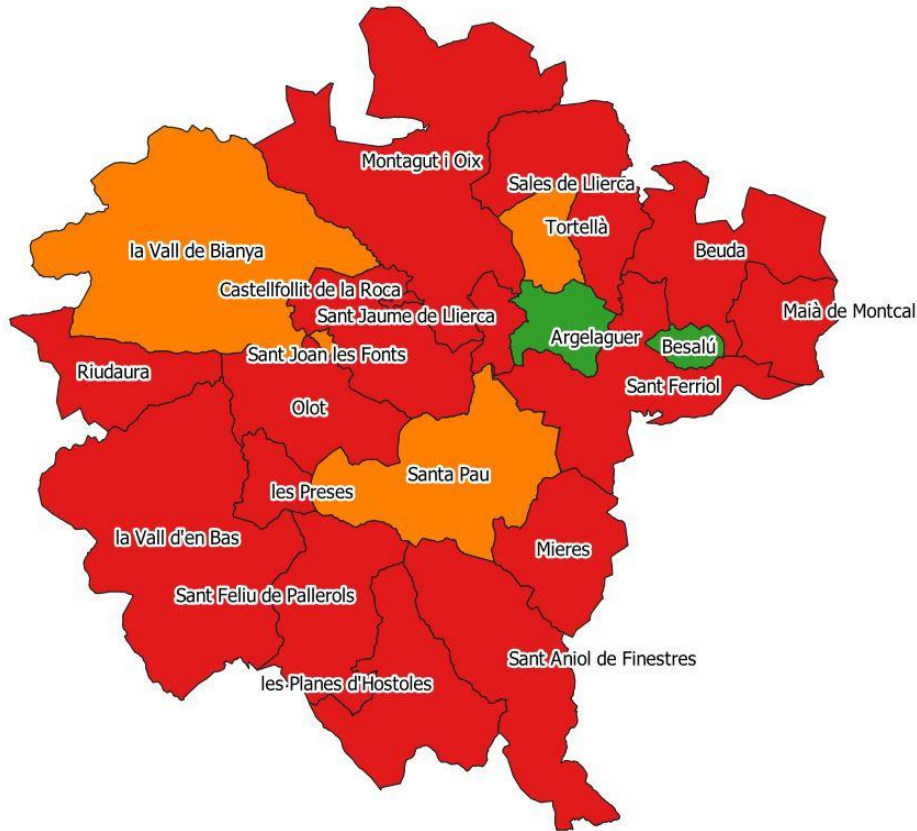 Montagut i Oix
Sales de Llierca
Tortellà
Beuda
la Vall de Bianya
Castellfollit de la Roca
Sant Jaume de Llierca
Maià de Montcal
Argelaguer
Besalú
Sant Joan les Fonts
Riudaura
Sant Ferriol
Olot
Santa Pau
les Preses
la Vall d'en Bas
Mieres
Sant Feliu de Pallerols
Sant Aniol de Finestres
les Planes d'Hostoles